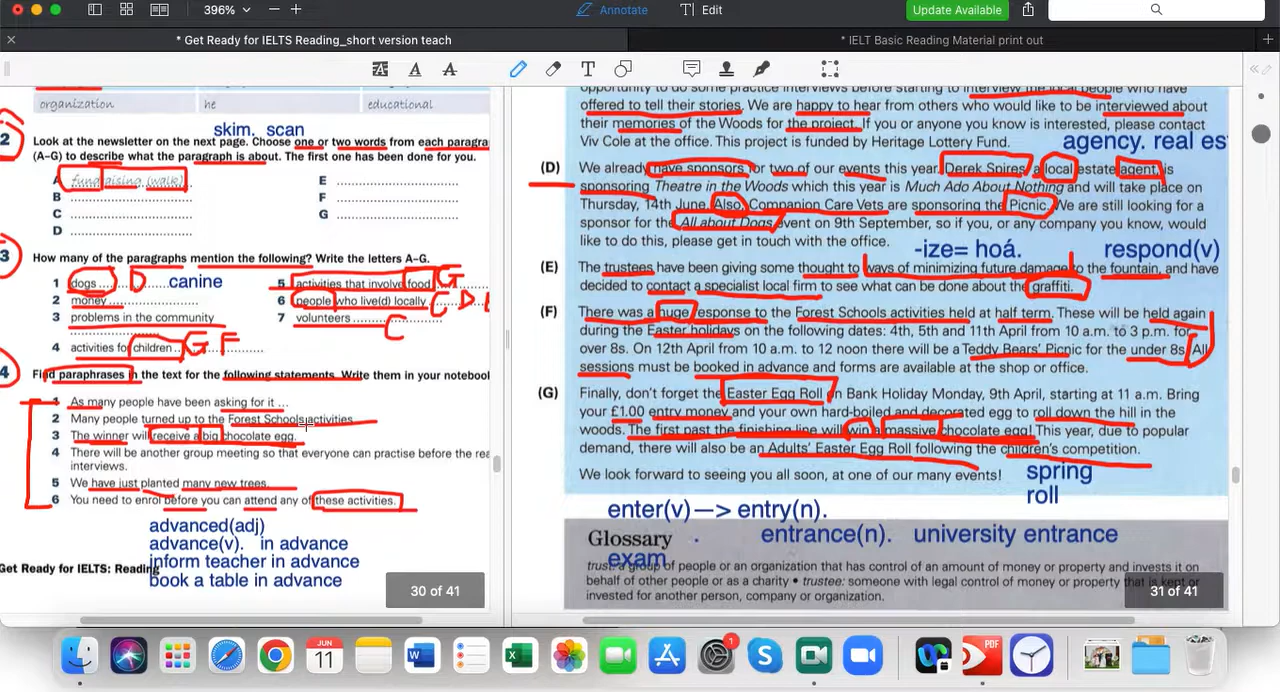 396%
Annotate
Edit
Update Available
* Get Ready for IELTS Reading_short version teach
* IELT Basic Reading Material print out
organization
he
educational
skim. scan
2
Look at the newsletter on the next page. Choose one or two words from each paragra
(A–G) to describe what the paragraph is about. The first one has been done for you.
A fundraising (walk)
B
C
D
E
F
G
3
How many of the paragraphs mention the following? Write the letters A–G.
1 dogs D canine
2 money
3 problems in the community
4 activities for children G F
5 activities that involve food G
6 people who live(d) locally C D
7 volunteers C
4
Find paraphrases in the text for the following statements. Write them in your notebook
1 As many people have been asking for it ...
2 Many people turned up to the Forest Schools activities
3 The winner will receive a big chocolate egg.
4 There will be another group meeting so that everyone can practise before the rea
interviews.
5 We have just planted many new trees.
6 You need to enrol before you can attend any of these activities.
advanced(adj)
advance(v). in advance
inform teacher in advance
book a table in advance
Get Ready for IELTS: Reading
30 of 41
opportunity to do some practice interviews before starting to interview the local people who have
offered to tell their stories. We are happy to hear from others who would like to be interviewed about
their memories of the Woods for the project. If you or anyone you know is interested, please contact
Viv Cole at the office. This project is funded by Heritage Lottery Fund.
agency. real es
(D) We already have sponsors for two of our events this year. Derek Spires, a local estate agent, is
sponsoring Theatre in the Woods which this year is Much Ado About Nothing and will take place on
Thursday, 14th June. Also, Companion Care Vets are sponsoring the Picnic. We are still looking for a
sponsor for the All about Dogs event on 9th September, so if you, or any company you know, would
like to do this, please get in touch with the office.
-ize= hoá.
respond(v)
(E) The trustees have been giving some thought to ways of minimizing future damage to the fountain, and have
decided to contact a specialist local firm to see what can be done about the graffiti.
(F) There was a huge response to the Forest Schools activities held at half term. These will be held again
during the Easter holidays on the following dates: 4th, 5th and 11th April from 10 a.m. to 3 p.m. for
over 8s. On 12th April from 10 a.m. to 12 noon there will be a Teddy Bears' Picnic for the under 8s. All
sessions must be booked in advance and forms are available at the shop or office.
(G) Finally, don't forget the Easter Egg Roll on Bank Holiday Monday, 9th April, starting at 11 a.m. Bring
your £1.00 entry money and your own hard-boiled and decorated egg to roll down the hill in the
woods. The first past the finishing line will win a massive chocolate egg! This year, due to popular
demand, there will also be an Adults' Easter Egg Roll following the children's competition.
We look forward to seeing you all soon, at one of our many events!
spring
roll
enter(v)—> entry(n).
Glossary
. entrance(n). university entrance
exam
trust: a group of people or an organization that has control of an amount of money or property and invests it on
behalf of other people or as a charity • trustee: someone with legal control of money or property that is kept or
invested for another person, company or organization.
31 of 41
JUN
11
1
PDF